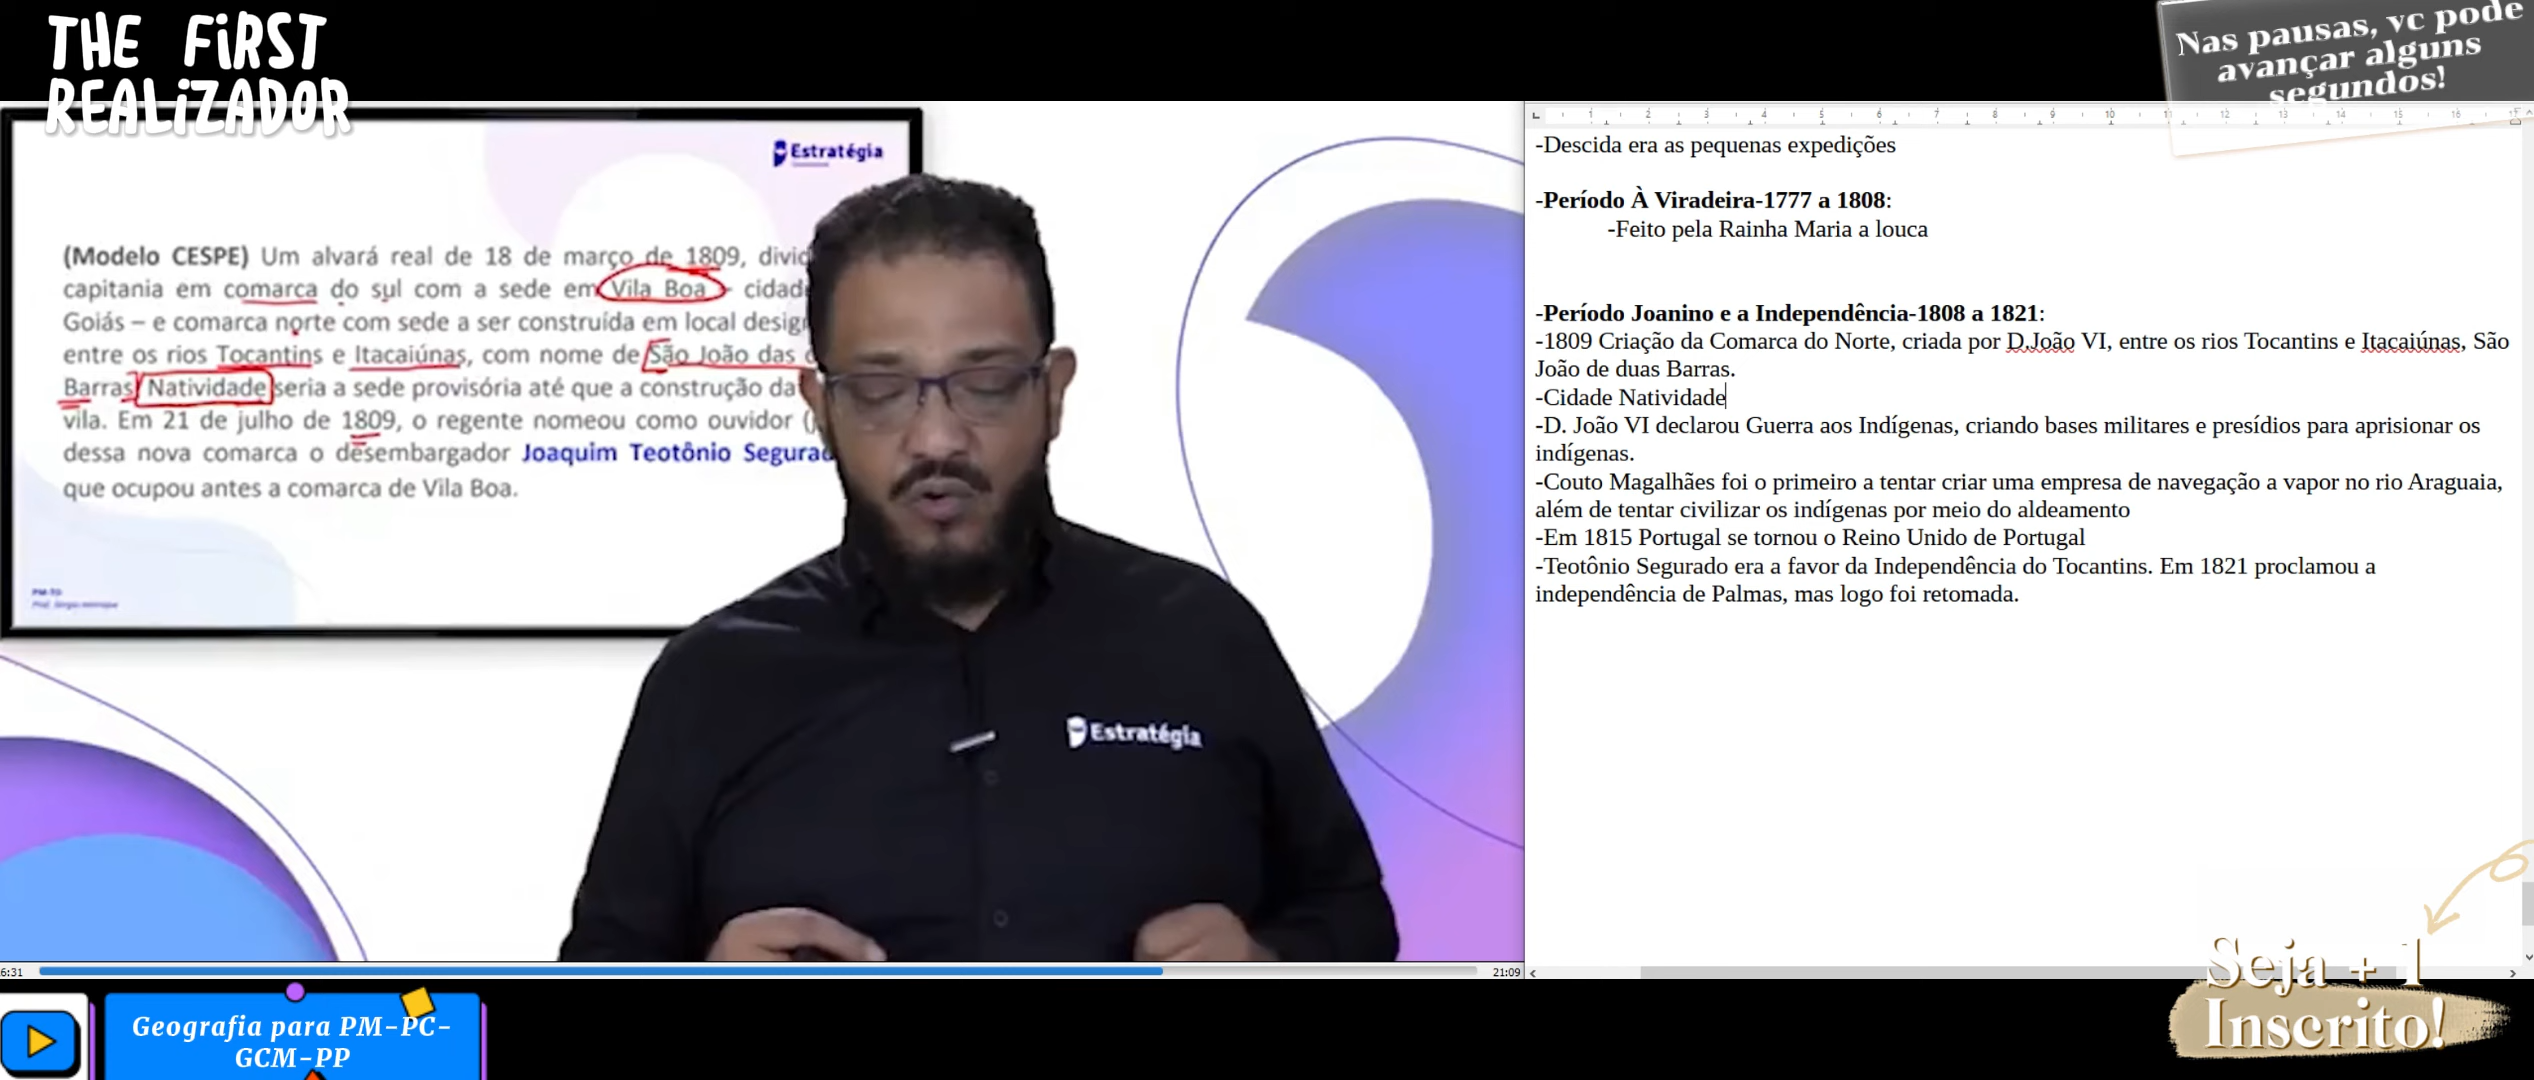 THE FiRST
REALiZADOR
Nas pausas, vc pode
avançar alguns
segundos!
Estratégia
(Modelo CESPE) Um alvará real de 18 de março de 1809,
capitania em comarca do sul com a sede em Vila Boa –
Goiás – e comarca norte com sede a ser construída em local
entre os rios Tocantins e Itacaiúnas, com nome de São João das
Barras Natividade seria a sede provisória até que a construção da
vila. Em 21 de julho de 1809, o regente nomeou como ouvidor
dessa nova comarca o desembargador Joaquim Teotônio
que ocupou antes a comarca de Vila Boa.
PM-TO
Estratégia
-Descida era as pequenas expedições
-Período À Viradeira-1777 a 1808:
-Feito pela Rainha Maria a louca
-Período Joanino e a Independência-1808 a 1821:
-1809 Criação da Comarca do Norte, criada por D.João VI, entre os rios Tocantins e Itacaiúnas, São
João de duas Barras.
-Cidade Natividade
-D. João VI declarou Guerra aos Indígenas, criando bases militares e presídios para aprisionar os
indígenas.
-Couto Magalhães foi o primeiro a tentar criar uma empresa de navegação a vapor no rio Araguaia,
além de tentar civilizar os indígenas por meio do aldeamento
-Em 1815 Portugal se tornou o Reino Unido de Portugal
-Teotônio Segurado era a favor da Independência do Tocantins. Em 1821 proclamou a
independência de Palmas, mas logo foi retomada.
6:31
21:09
Seja + 1
Inscrito!
Geografia para PM-PC-
GCM-PP